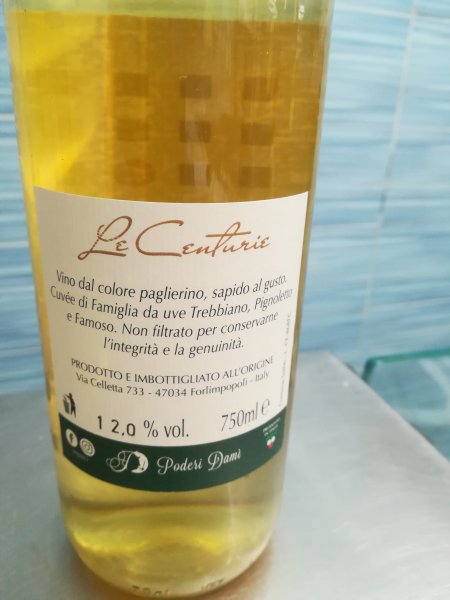 Le Centurie
Vino dal colore paglierino, sapido al gusto.
Cuvée di Famiglia da uve Trebbiano, Pignoletto
e Famoso. Non filtrato per conservarne
l'integrità e la genuinità.
PRODOTTO E IMBOTTIGLIATO ALL'ORIGINE
Via Celletta 733 - 47034 Forlimpopoli - Italy
12,0 % vol. 750ml e
Poderi Damì